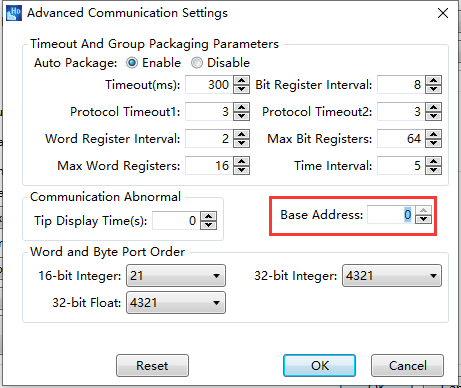 Advanced Communication Settings
Timeout And Group Packaging Parameters
Auto Package: Enable Disable
Timeout(ms): 300 Bit Register Interval: 8
Protocol Timeout1: 3 Protocol Timeout2: 3
Word Register Interval: 2 Max Bit Registers: 64
Max Word Registers: 16 Time Interval: 5
Communication Abnormal
Tip Display Time(s): 0 Base Address: 0
Word and Byte Port Order
16-bit Integer: 21 32-bit Integer: 4321
32-bit Float: 4321
Reset OK Cancel